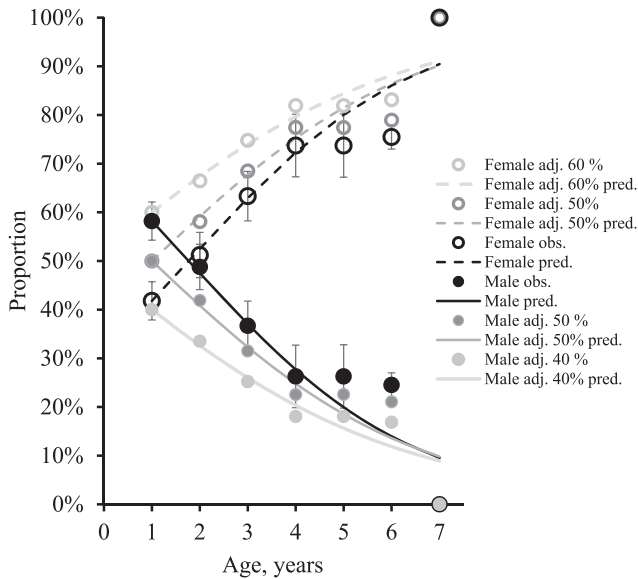 100%
90%
80%
70%
60%
50%
40%
30%
20%
10%
0%
Proportion
0 1 2 3 4 5 6 7
Age, years
Female adj. 60 %
Female adj. 60% pred.
Female adj. 50%
Female adj. 50% pred.
Female obs.
Female pred.
Male obs.
Male pred.
Male adj. 50 %
Male adj. 50% pred.
Male adj. 40 %
Male adj. 40% pred.